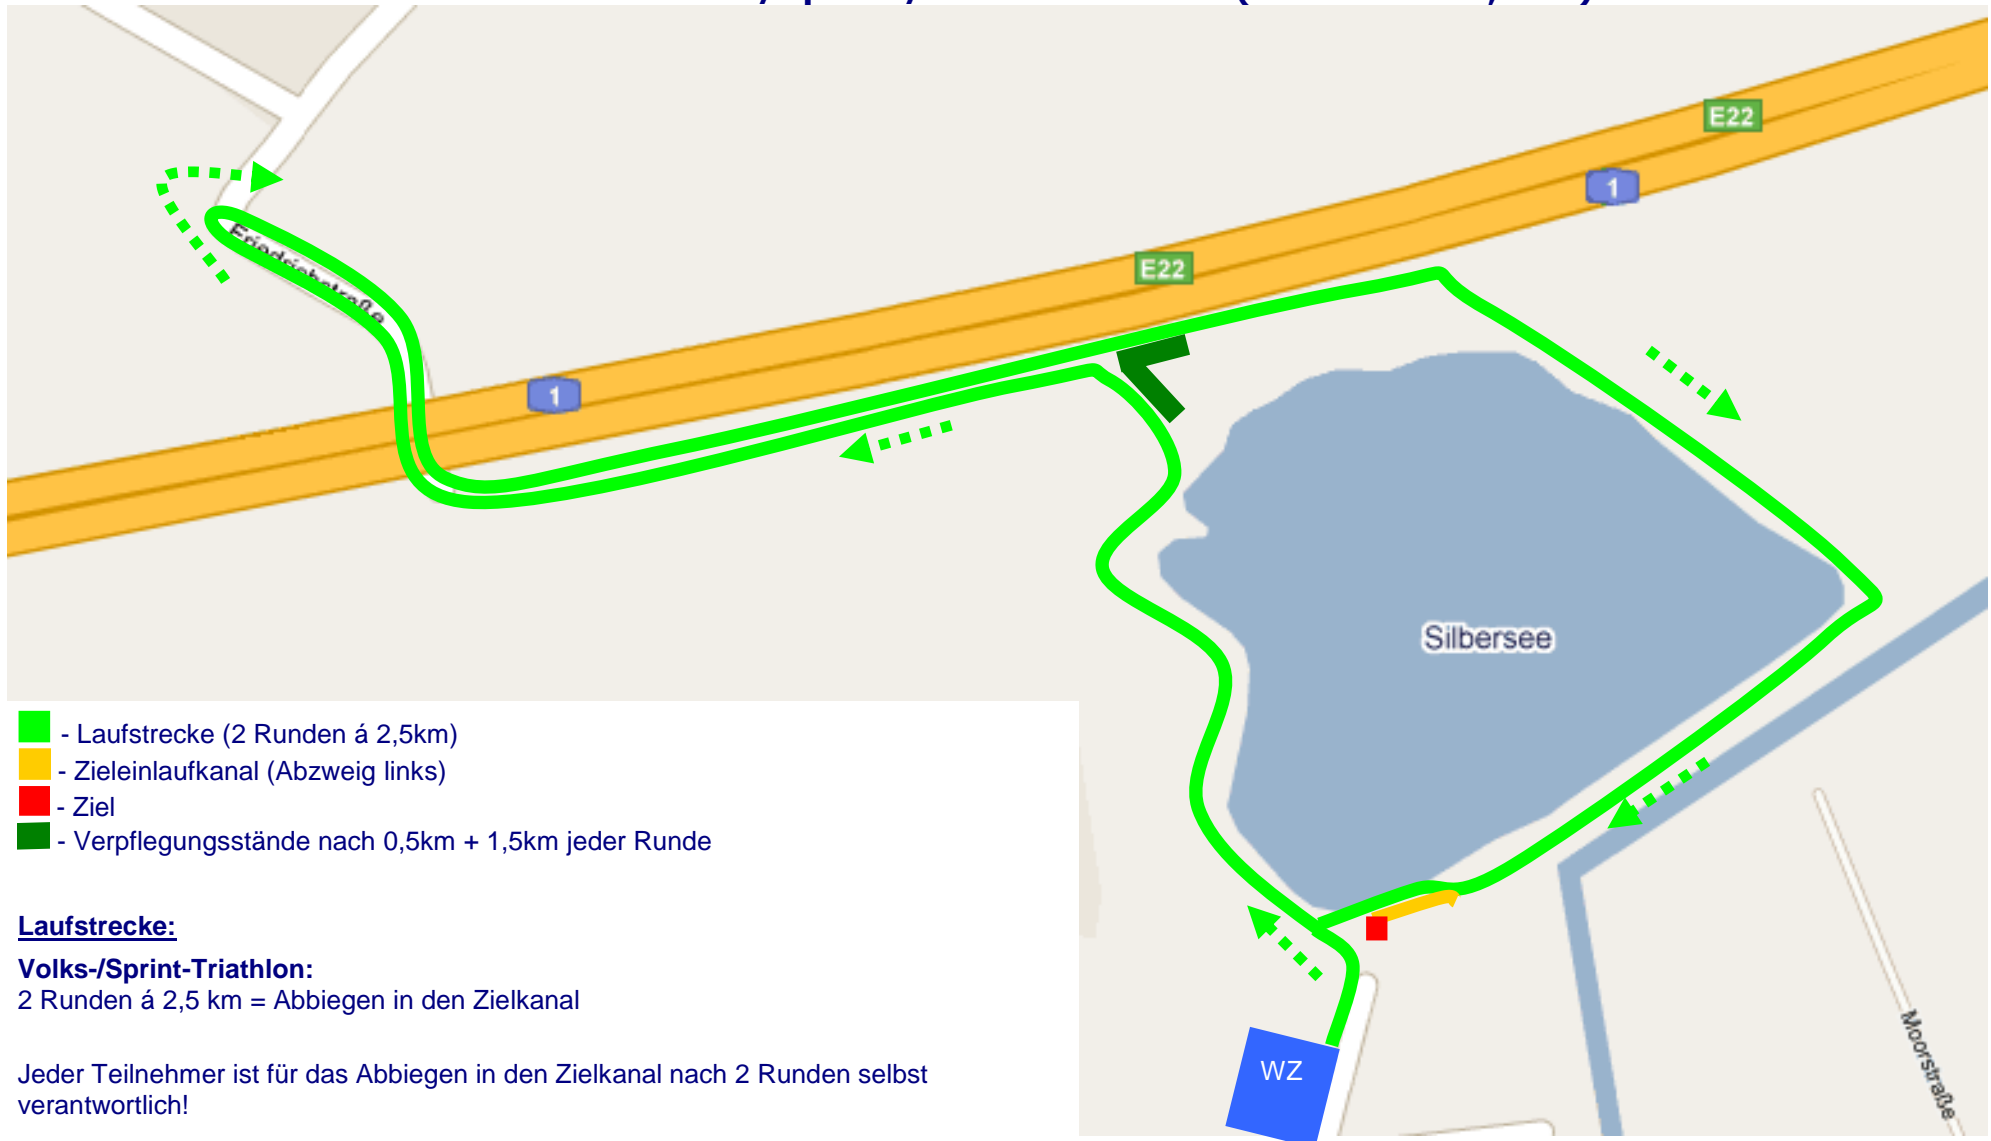 E22
1
E22
1
Friedrichstraße
Silbersee
- Laufstrecke (2 Runden á 2,5km)
- Zieleinlaufkanal (Abzweig links)
- Ziel
- Verpflegungsstände nach 0,5km + 1,5km jeder Runde
Laufstrecke:
Volks-/Sprint-Triathlon:
2 Runden á 2,5 km = Abbiegen in den Zielkanal
Jeder Teilnehmer ist für das Abbiegen in den Zielkanal nach 2 Runden selbst
verantwortlich!
WZ
Moorstraße